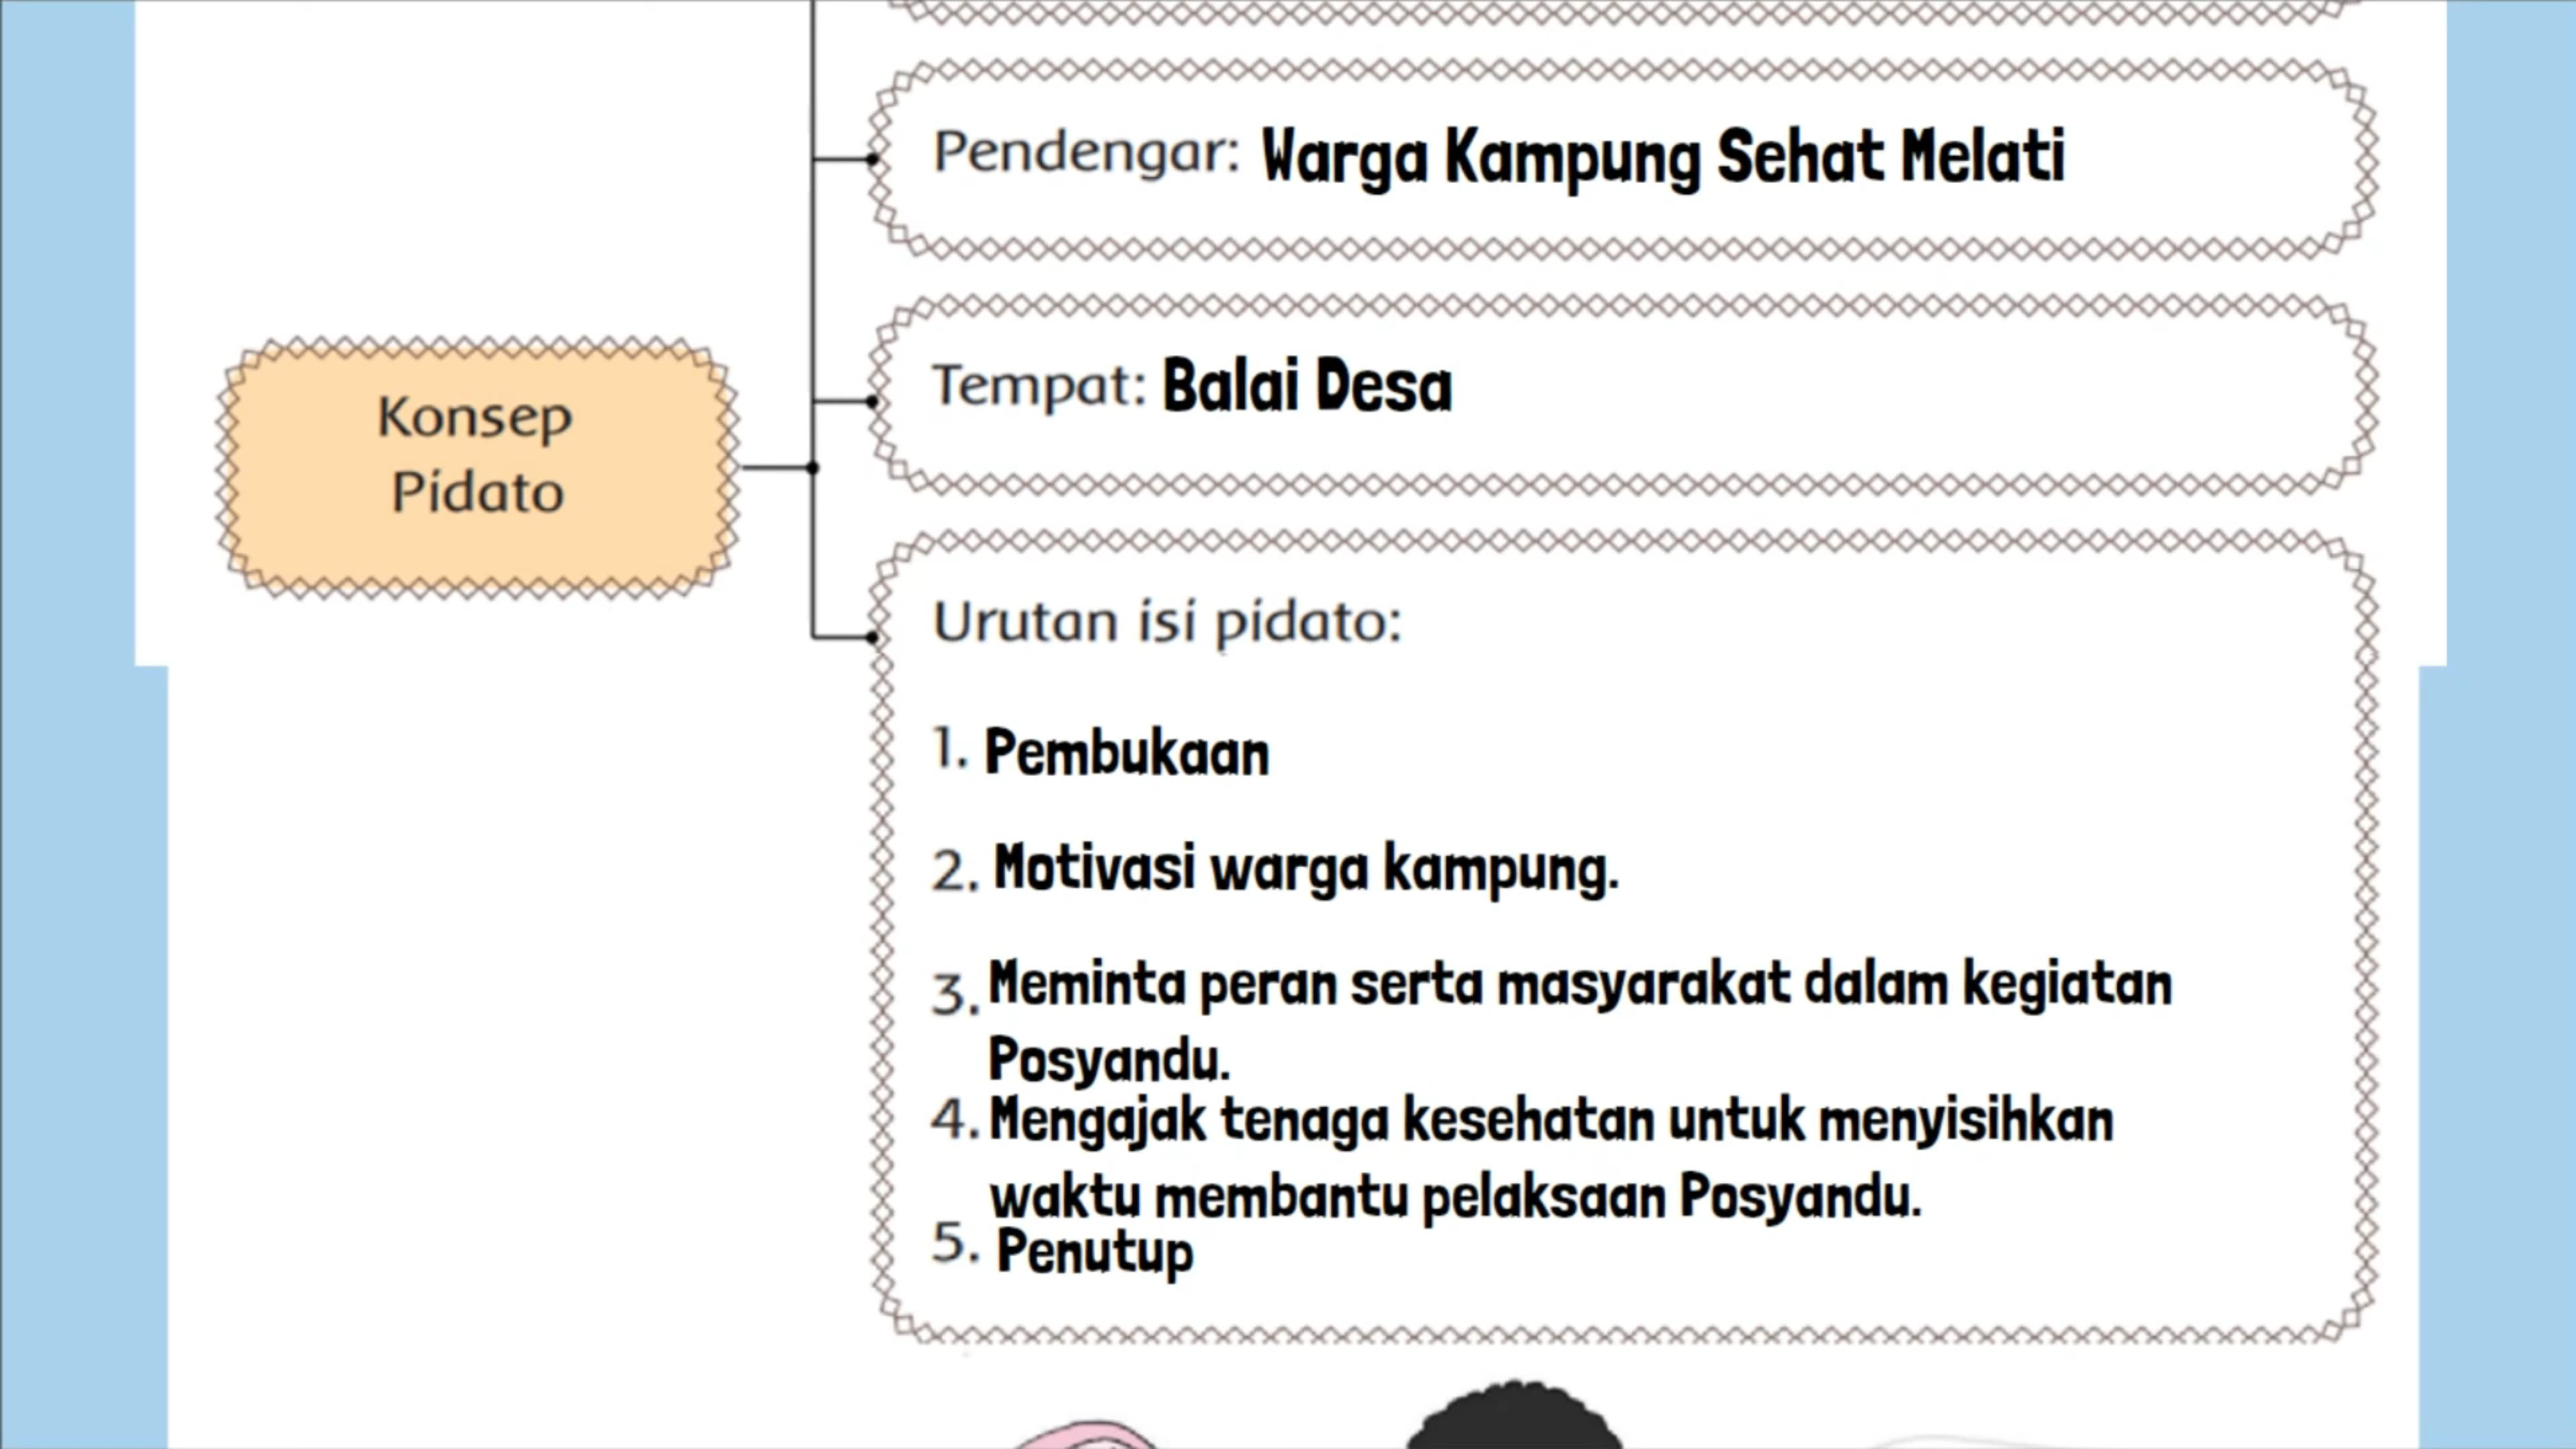 Pendengar: Warga Kampung Sehat Melati
Tempat: Balai Desa
Konsep
Pidato
Urutan isi pidato:
1. Pembukaan
2. Motivasi warga kampung.
3. Meminta peran serta masyarakat dalam kegiatan
Posyandu.
4. Mengajak tenaga kesehatan untuk menyisihkan
waktu membantu pelaksaan Posyandu.
5. Penutup